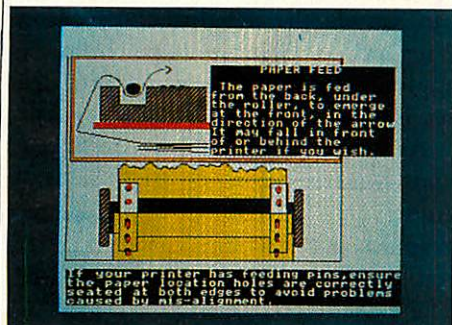 PAPER FEED
The paper is fed
from the back, under
the roller, to emerge
at the front, in the
direction of the arrow
It may fall in front
of or behind the
printer if you wish.
If your printer has feeding pins,ensure
the paper location holes are correctly
seated at both edges to avoid problems
caused by mis-alignment.